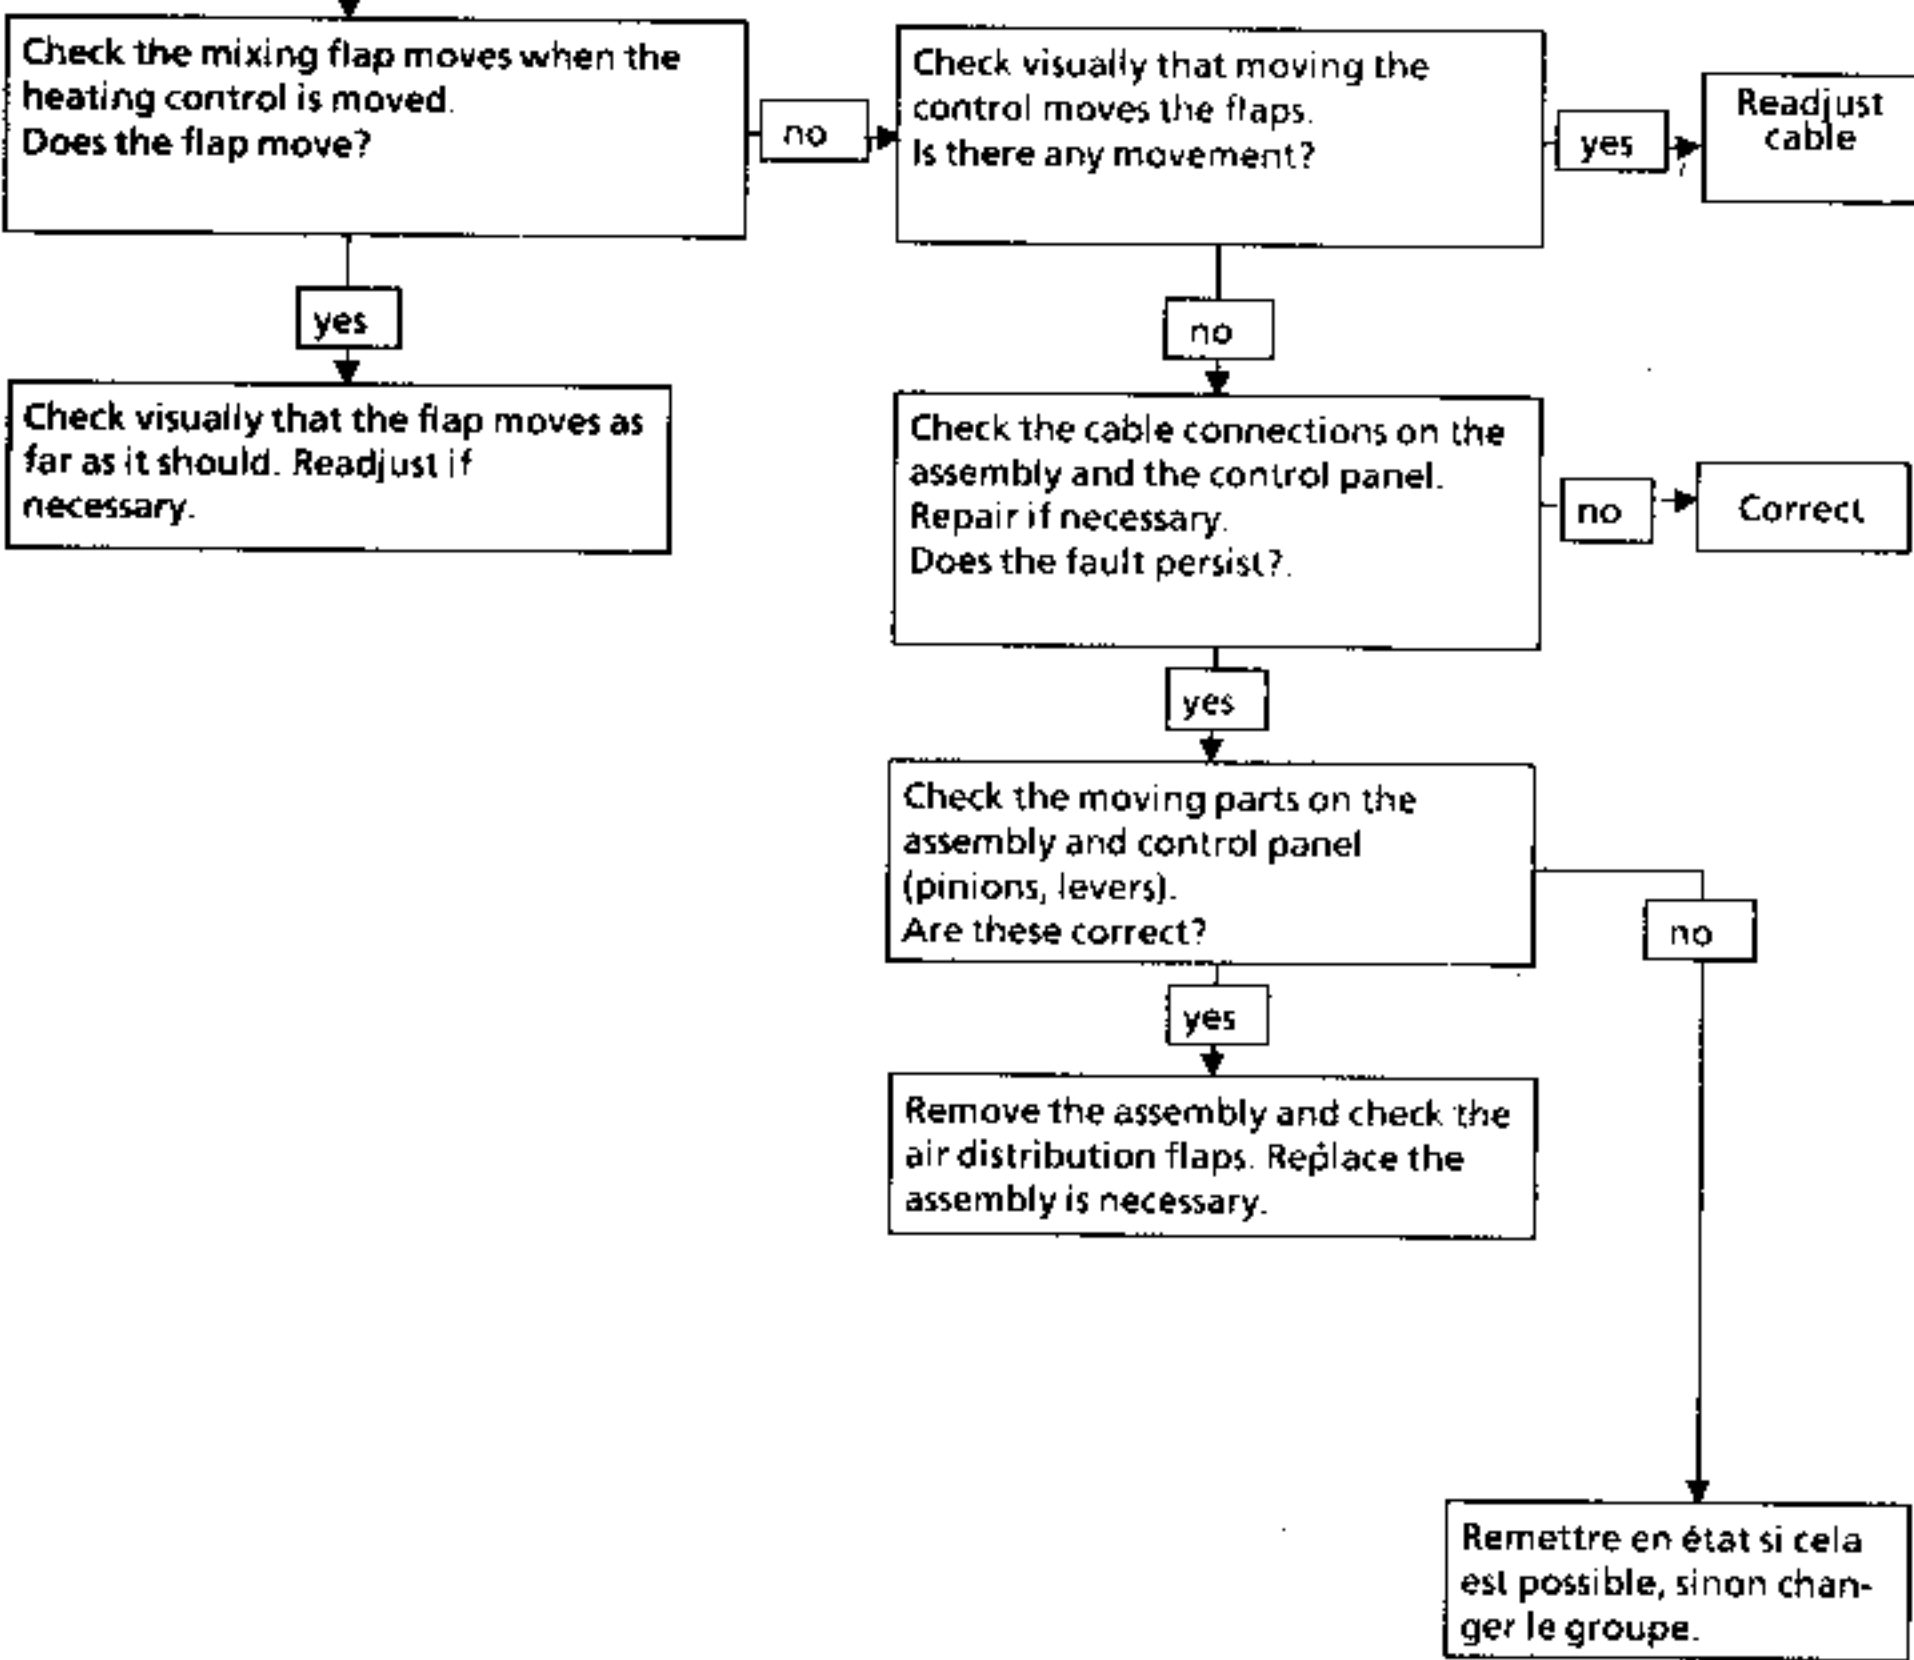 Check the mixing flap moves when the
heating control is moved.
Does the flap move?
no
Check visually that moving the
control moves the flaps.
Is there any movement?
yes
Readjust
cable
yes
Check visually that the flap moves as
far as it should. Readjust if
necessary.
no
Check the cable connections on the
assembly and the control panel.
Repair if necessary.
Does the fault persist?.
no
Correct
yes
Check the moving parts on the
assembly and control panel
(pinions, levers).
Are these correct?
no
yes
Remove the assembly and check the
air distribution flaps. Replace the
assembly is necessary.
Remettre en état si cela
est possible, sinon chan-
ger le groupe.